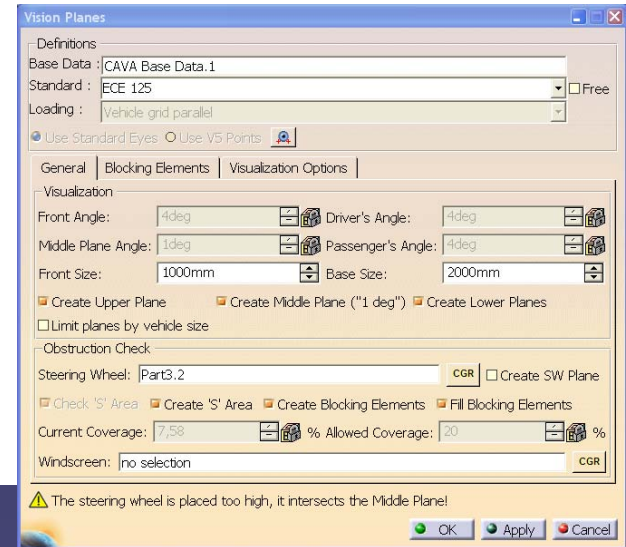 Vision Planes
Definitions
Base Data : CAVA Base Data.1
Standard : ECE 125 Free
Loading : Vehicle grid parallel
Use Standard Eyes Use V5 Points
General Blocking Elements Visualization Options
Visualization
Front Angle: 4deg Driver's Angle: 4deg
Middle Plane Angle: 1deg Passenger's Angle: 4deg
Front Size: 1000mm Base Size: 2000mm
Create Upper Plane Create Middle Plane ("1 deg") Create Lower Planes
Limit planes by vehicle size
Obstruction Check
Steering Wheel: Part3.2 CGR Create SW Plane
Check 'S' Area Create 'S' Area Create Blocking Elements Fill Blocking Elements
Current Coverage: 7,58 % Allowed Coverage: 20 %
Windscreen: no selection CGR
The steering wheel is placed too high, it intersects the Middle Plane!
OK Apply Cancel